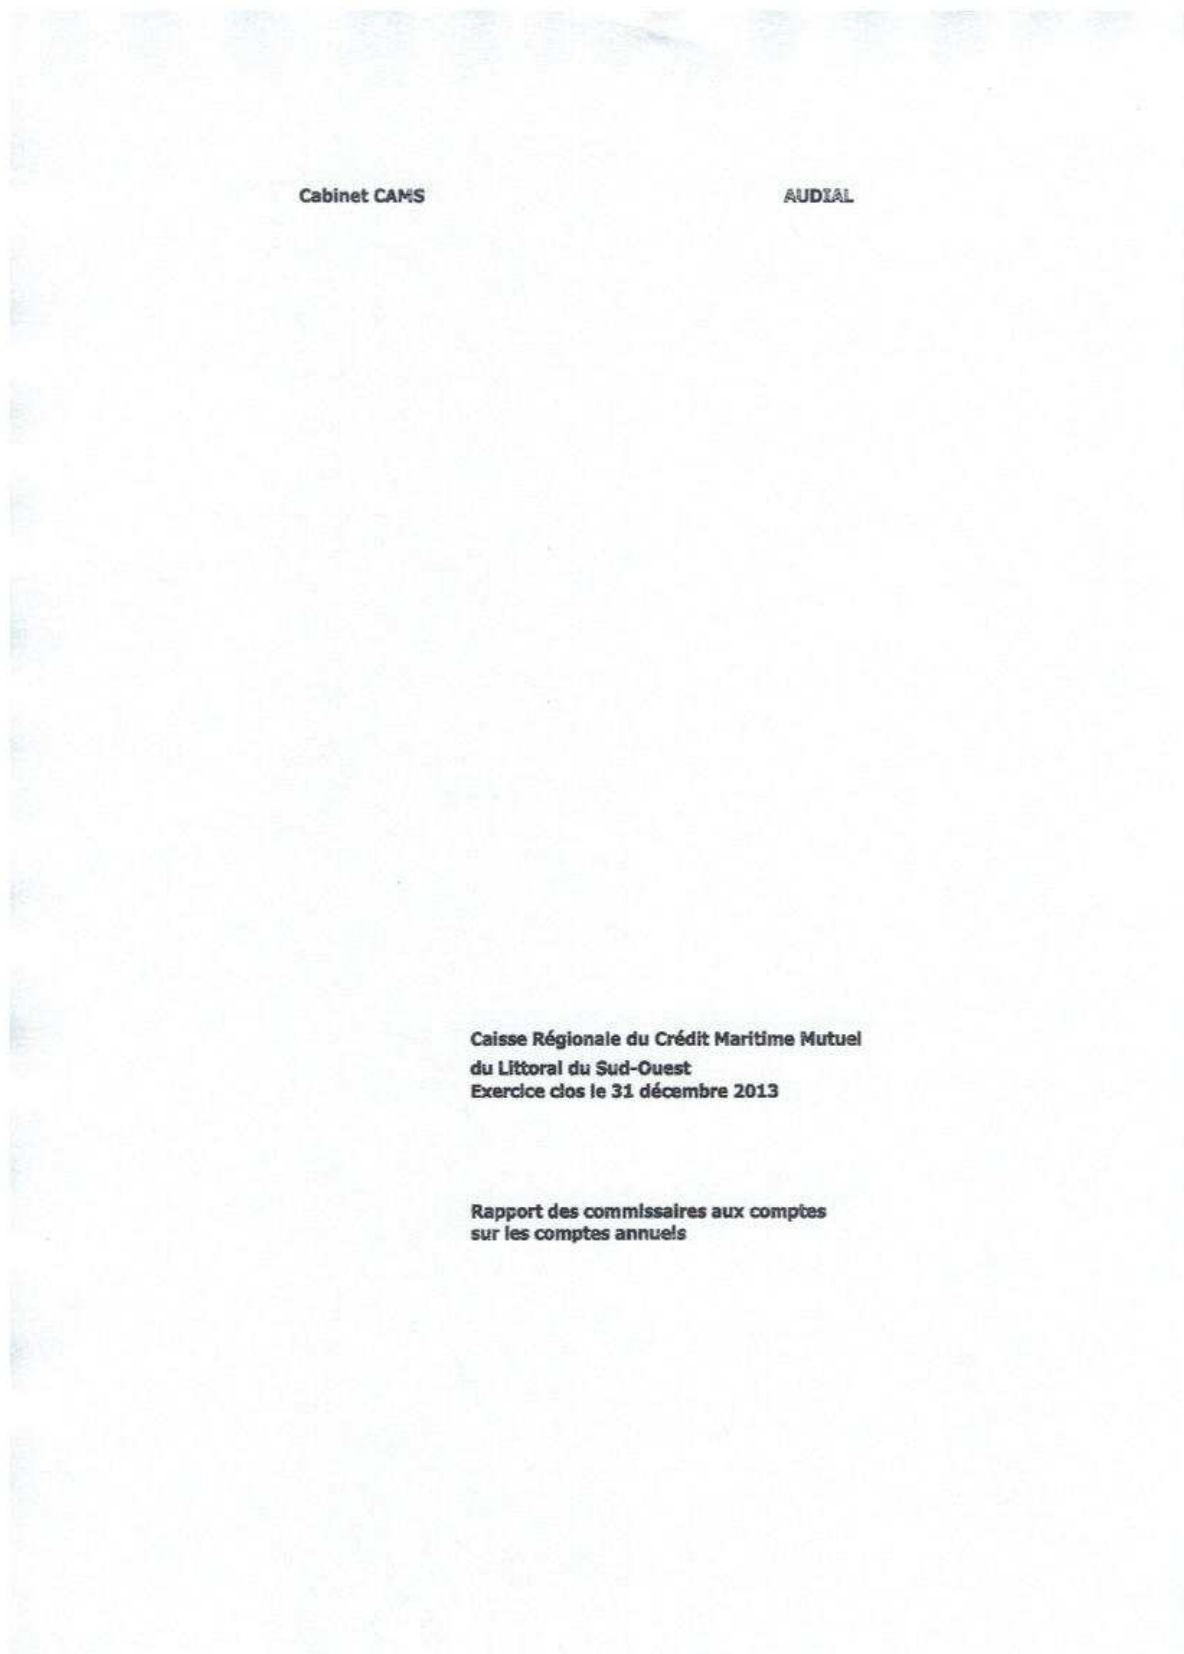 Cabinet CAMS
AUDIAL
Caisse Régionale du Crédit Maritime Mutuel
du Littoral du Sud-Ouest
Exercice clos le 31 décembre 2013
Rapport des commissaires aux comptes
sur les comptes annuels